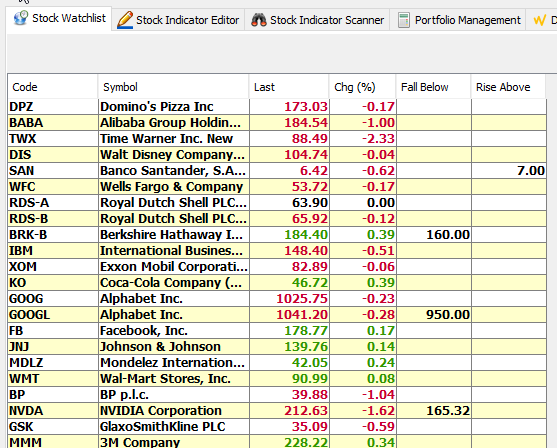 Stock Watchlist Stock Indicator Editor Stock Indicator Scanner Portfolio Management
Code Symbol Last Chg (%) Fall Below Rise Above
DPZ Domino's Pizza Inc 173.03 -0.17
BABA Alibaba Group Holdin... 184.54 -1.00
TWX Time Warner Inc. New 88.49 -2.33
DIS Walt Disney Company... 104.74 -0.04
SAN Banco Santander, S.A... 6.42 -0.62 7.00
WFC Wells Fargo & Company 53.72 -0.17
RDS-A Royal Dutch Shell PLC... 63.90 0.00
RDS-B Royal Dutch Shell PLC... 65.92 -0.12
BRK-B Berkshire Hathaway I... 184.40 0.39 160.00
IBM International Busines... 148.40 -0.51
XOM Exxon Mobil Corporati... 82.89 -0.06
KO Coca-Cola Company (... 46.72 0.39
GOOG Alphabet Inc. 1025.75 -0.23
GOOGL Alphabet Inc. 1041.20 -0.28 950.00
FB Facebook, Inc. 178.77 0.17
JNJ Johnson & Johnson 139.76 0.14
MDLZ Mondelez Internation... 42.05 0.24
WMT Wal-Mart Stores, Inc. 90.99 0.08
BP BP p.l.c. 39.88 -1.04
NVDA NVIDIA Corporation 212.63 -1.62 165.32
GSK GlaxoSmithKline PLC 35.09 -0.59
MMM 3M Company 228.22 0.34